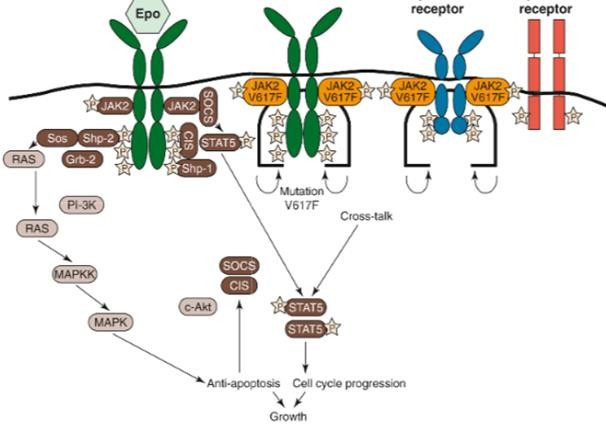 Epo
receptor
receptor
JAK2
JAK2
SOCS
JAK2
V617F
JAK2
V617F
JAK2
V617F
JAK2
V617F
P
P
P
P
P
P
Sos
Shp-2
CIS
STAT5
P
RAS
Grb-2
Shp-1
PI-3K
Mutation
V617F
RAS
Cross-talk
MAPKK
SOCS
CIS
c-Akt
P
STAT5
STAT5
P
MAPK
Anti-apoptosis
Cell cycle progression
Growth